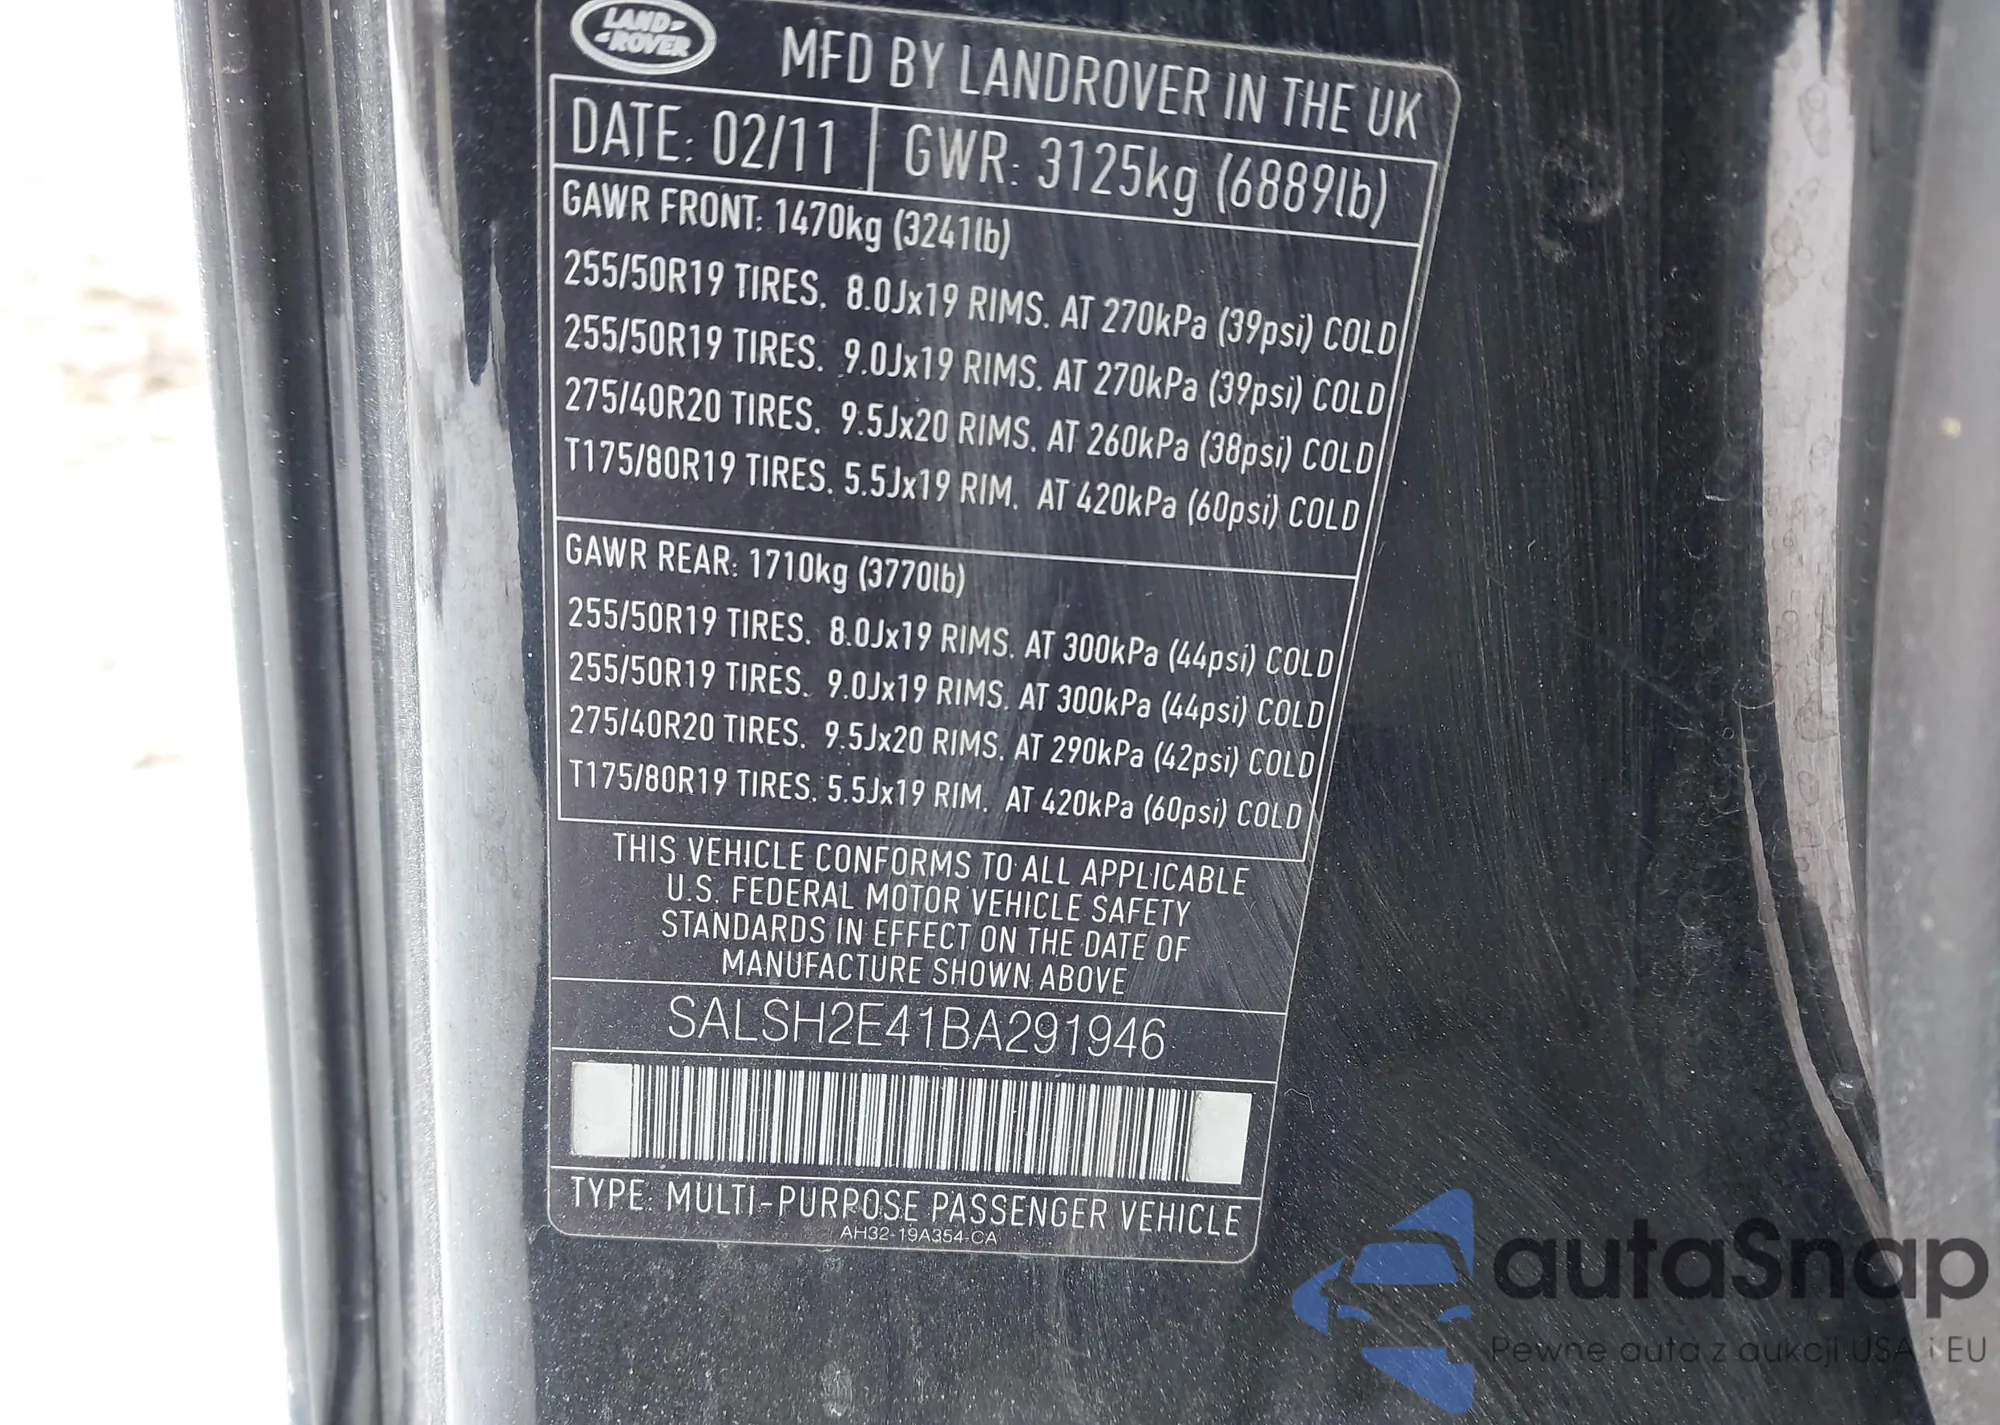 LAND
ROVER
MFD BY LANDROVER IN THE UK
DATE: 02/11 GWR: 3125kg (6889lb)
GAWR FRONT: 1470kg (3241lb)
255/50R19 TIRES. 8.0Jx19 RIMS. AT 270kPa (39psi) COLD
255/50R19 TIRES. 9.0Jx19 RIMS. AT 270kPa (39psi) COLD
275/40R20 TIRES. 9.5Jx20 RIMS. AT 260kPa (38psi) COLD
T175/80R19 TIRES. 5.5Jx19 RIM. AT 420kPa (60psi) COLD
GAWR REAR: 1710kg (3770lb)
255/50R19 TIRES. 8.0Jx19 RIMS. AT 300kPa (44psi) COLD
255/50R19 TIRES. 9.0Jx19 RIMS. AT 300kPa (44psi) COLD
275/40R20 TIRES. 9.5Jx20 RIMS. AT 290kPa (42psi) COLD
T175/80R19 TIRES. 5.5Jx19 RIM. AT 420kPa (60psi) COLD
THIS VEHICLE CONFORMS TO ALL APPLICABLE
U.S. FEDERAL MOTOR VEHICLE SAFETY
STANDARDS IN EFFECT ON THE DATE OF
MANUFACTURE SHOWN ABOVE
SALSH2E41BA291946
TYPE: MULTI-PURPOSE PASSENGER VEHICLE
AH32-19A354-CA
autaSnap
Pewne auta z aukcji USA i EU